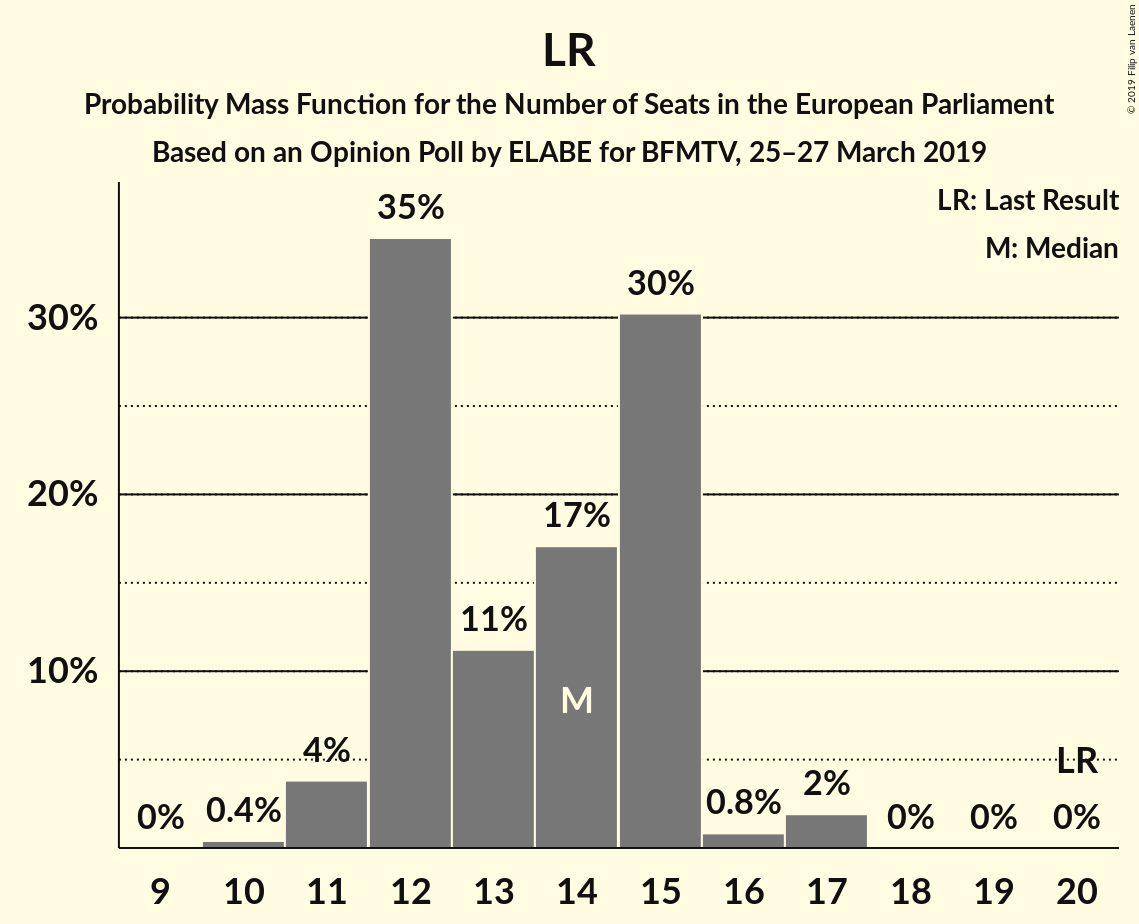 LR
Probability Mass Function for the Number of Seats in the European Parliament
Based on an Opinion Poll by ELABE for BFMTV, 25–27 March 2019
© 2019 Filip van Laenen
LR: Last Result
M: Median
30%
20%
10%
0%
0.4%
4%
35%
11%
17%
30%
0.8%
2%
0%
0%
0%
M
LR
9 10 11 12 13 14 15 16 17 18 19 20